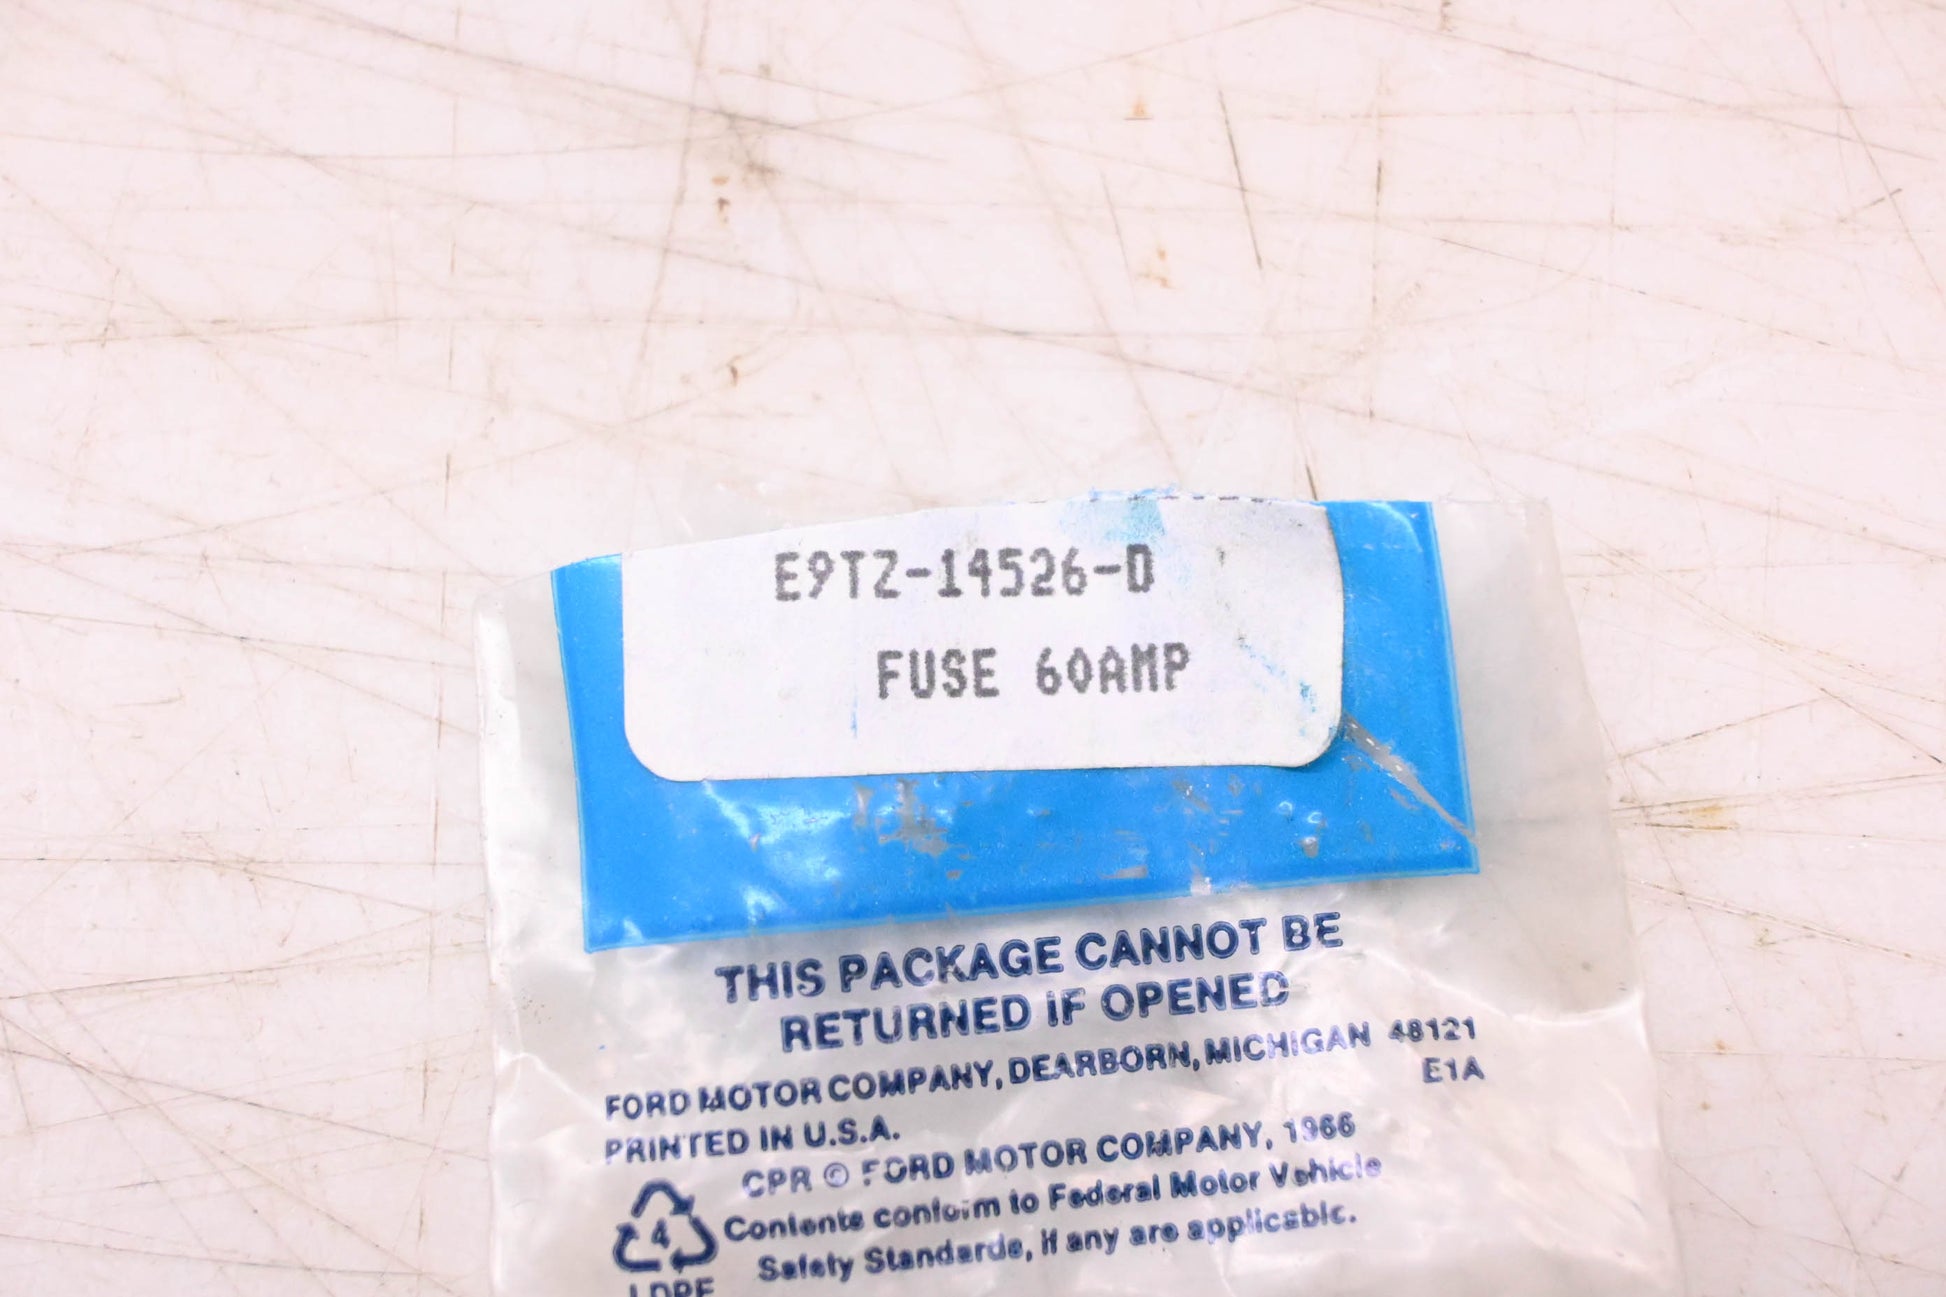 E9TZ-14526-D
FUSE 60AMP
THIS PACKAGE CANNOT BE
RETURNED IF OPENED
FORD MOTOR COMPANY, DEARBORN, MICHIGAN 48121
E1A
PRINTED IN U.S.A.
CPR © FORD MOTOR COMPANY, 1966
4
Contents conform to Federal Motor Vehicle
Safety Standards, if any are applicable.
LDPE